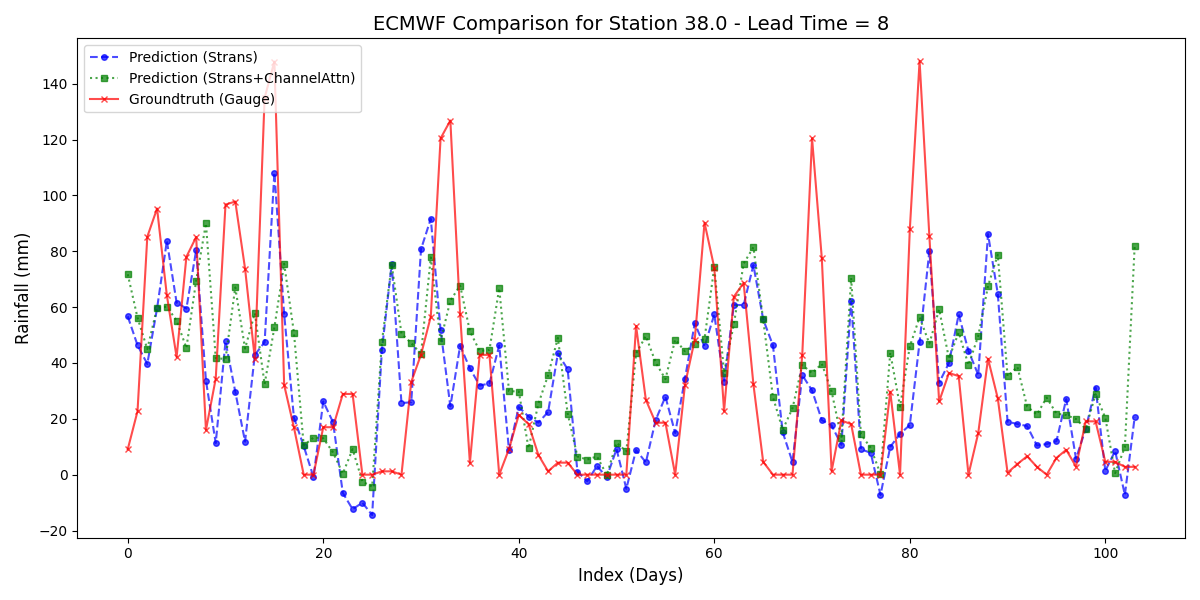 ECMWF Comparison for Station 38.0 - Lead Time = 8
Prediction (Strans)
Prediction (Strans+ChannelAttn)
Groundtruth (Gauge)
Rainfall (mm)
140
120
100
80
60
40
20
0
−20
0 20 40 60 80 100
Index (Days)